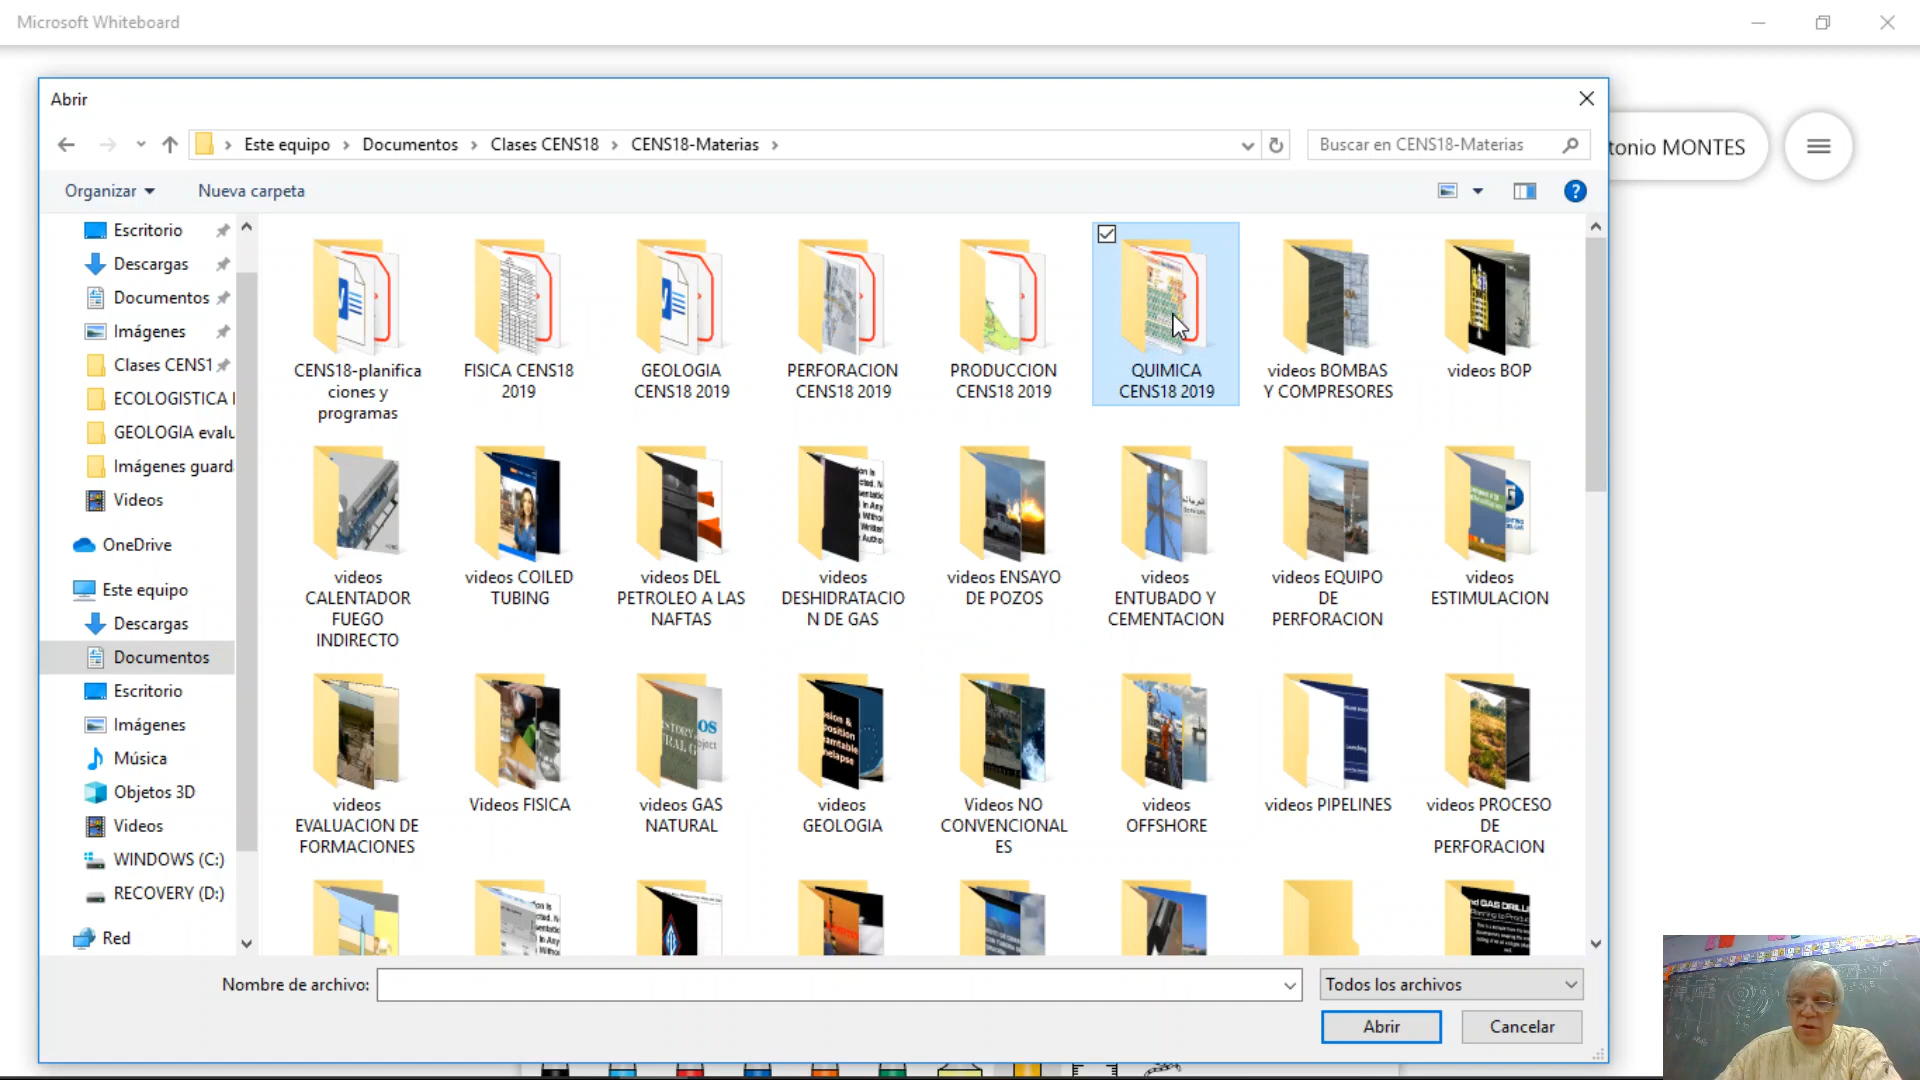 Microsoft Whiteboard
Abrir
Este equipo
Documentos
Clases CENS18
CENS18-Materias
Buscar en CENS18-Materias
tonio MONTES
Organizar
Nueva carpeta
Escritorio
Descargas
Documentos
Imágenes
Clases CENS1
ECOLOGISTICA I
GEOLOGIA evalu
Imágenes guard
Videos
OneDrive
Este equipo
Descargas
Documentos
Escritorio
Imágenes
Música
Objetos 3D
Videos
WINDOWS (C:)
RECOVERY (D:)
Red
CENS18-planifica
ciones y
programas
FISICA CENS18
2019
GEOLOGIA
CENS18 2019
PERFORACION
CENS18 2019
PRODUCCION
CENS18 2019
QUIMICA
CENS18 2019
videos BOMBAS
Y COMPRESORES
videos BOP
videos
CALENTADOR
FUEGO
INDIRECTO
videos COILED
TUBING
videos DEL
PETROLEO A LAS
NAFTAS
videos
DESHIDRATACIO
N DE GAS
videos ENSAYO
DE POZOS
videos
ENTUBADO Y
CEMENTACION
videos EQUIPO
DE
PERFORACION
videos
ESTIMULACION
videos
EVALUACION DE
FORMACIONES
Videos FISICA
videos GAS
NATURAL
videos
GEOLOGIA
Videos NO
CONVENCIONAL
ES
videos
OFFSHORE
videos PIPELINES
videos PROCESO
DE
PERFORACION
Nombre de archivo:
Todos los archivos
Abrir
Cancelar